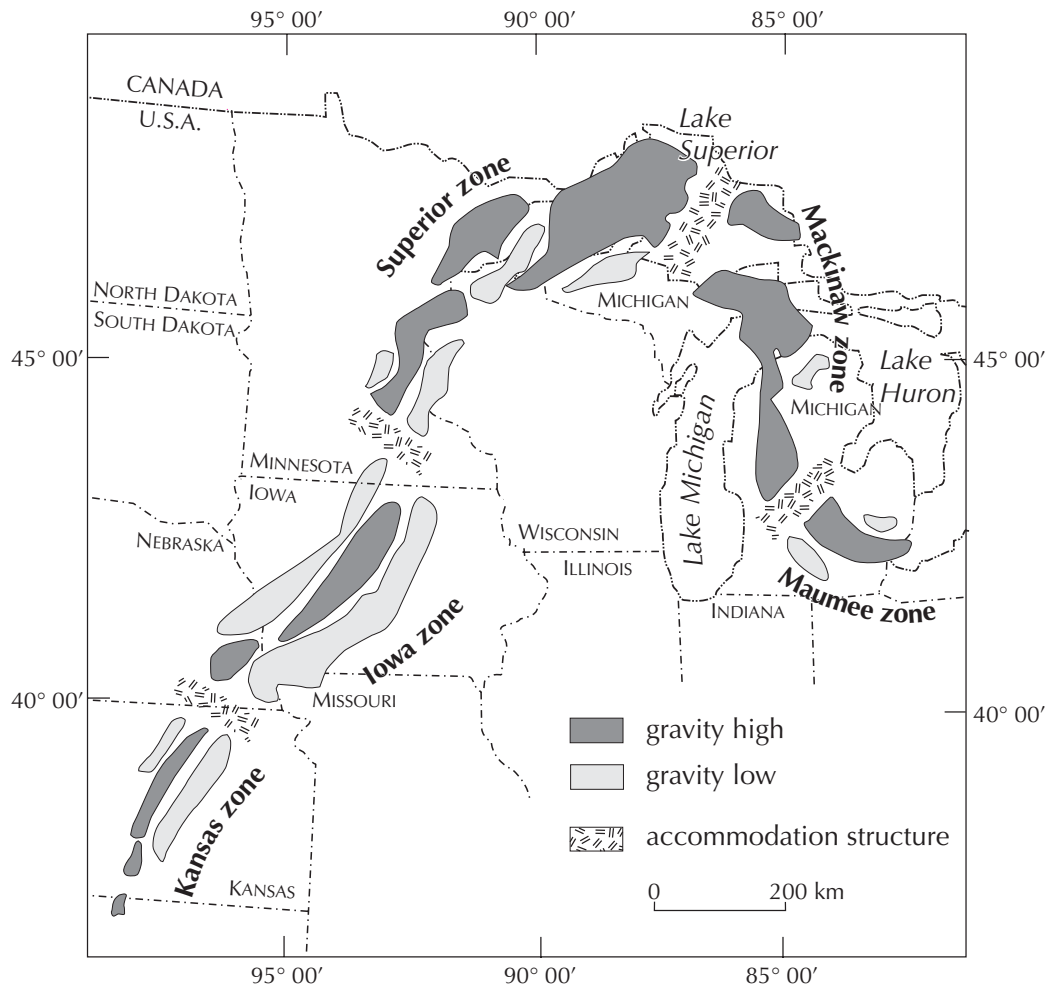 95° 00′ 90° 00′ 85° 00′
CANADA
U.S.A.
Lake
Superior
Superior zone
Mackinaw zone
NORTH DAKOTA
SOUTH DAKOTA
MICHIGAN
45° 00′
45° 00′
Lake
Huron
MICHIGAN
Lake Michigan
MINNESOTA
IOWA
NEBRASKA
WISCONSIN
ILLINOIS
Maumee zone
INDIANA
Iowa zone
40° 00′
MISSOURI
40° 00′
gravity high
gravity low
Kansas zone
accommodation structure
KANSAS
0 200 km
95° 00′ 90° 00′ 85° 00′